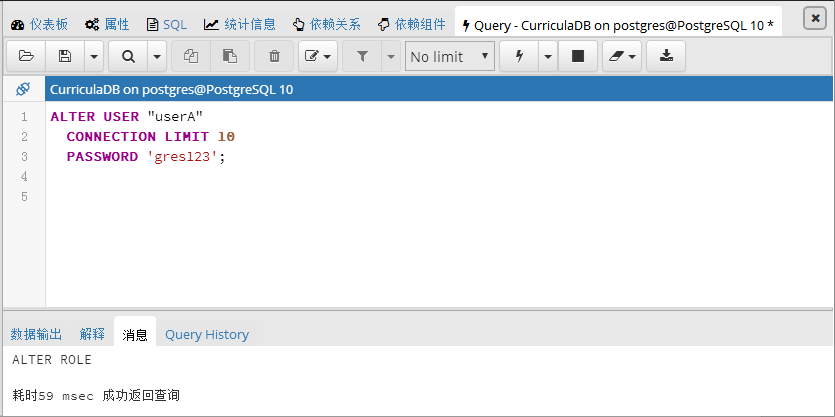 仪表板 属性 SQL 统计信息 依赖关系 依赖组件 Query - CurriculaDB on postgres@PostgreSQL 10 *
No limit
CurriculaDB on postgres@PostgreSQL 10
1 ALTER USER "userA"
2 CONNECTION LIMIT 10
3 PASSWORD 'gres123';
4
5
数据输出 解释 消息 Query History
ALTER ROLE
耗时59 msec 成功返回查询